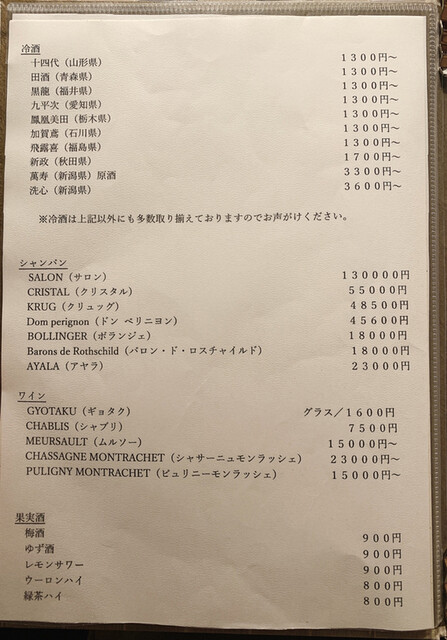 冷酒
十四代（山形県） １３００円～
田酒（青森県） １３００円～
黒龍（福井県） １３００円～
九平次（愛知県） １３００円～
鳳凰美田（栃木県） １３００円～
加賀鳶（石川県） １３００円～
飛露喜（福島県） １３００円～
新政（秋田県） １７００円～
萬寿（新潟県）原酒 ３３００円～
洗心（新潟県） ３６００円～
※冷酒は上記以外にも多数取り揃えておりますのでお声がけください。
シャンパン
SALON（サロン） １３００００円
CRISTAL（クリスタル） ５５０００円
KRUG（クリュッグ） ４８５００円
Dom perignon（ドン ペリニヨン） ４５６００円
BOLLINGER（ボランジェ） １８０００円
Barons de Rothschild（バロン・ド・ロスチャイルド） １８０００円
AYALA（アヤラ） ２３０００円
ワイン
GYOTAKU（ギョタク） グラス／１６００円
CHABLIS（シャブリ） ７５００円
MEURSAULT（ムルソー） １５０００円～
CHASSAGNE MONTRACHET（シャサーニュモンラッシェ） ２３０００円～
PULIGNY MONTRACHET（ピュリニーモンラッシェ） １５０００円～
果実酒
梅酒 ９００円
ゆず酒 ９００円
レモンサワー ９００円
ウーロンハイ ８００円
緑茶ハイ ８００円